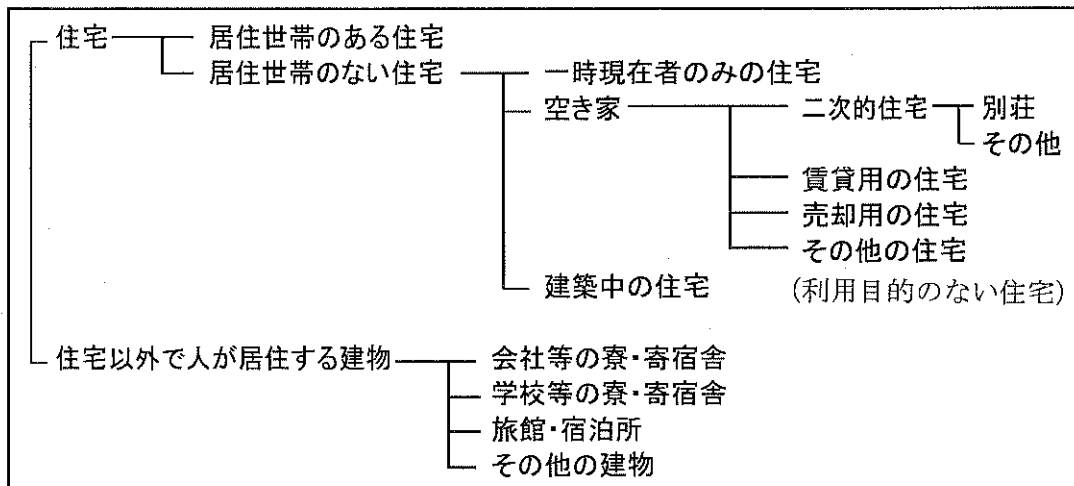 住宅 居住世帯のある住宅
居住世帯のない住宅 一時現在者のみの住宅
空き家 二次的住宅 別荘
その他
賃貸用の住宅
売却用の住宅
その他の住宅
建築中の住宅 (利用目的のない住宅)
住宅以外で人が居住する建物 会社等の寮・寄宿舎
学校等の寮・寄宿舎
旅館・宿泊所
その他の建物